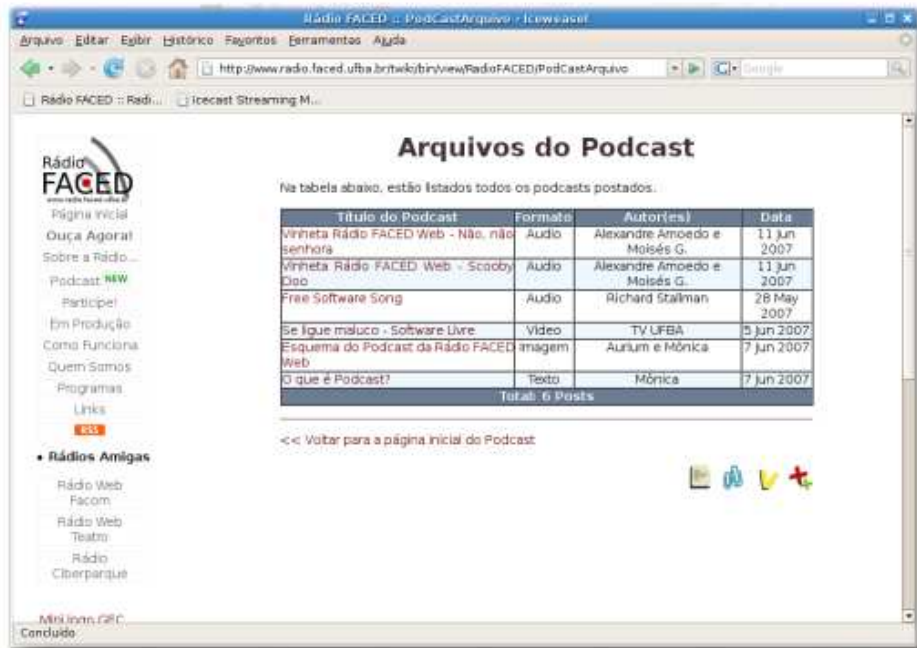 Rádio FACED :: PodCastArquivo - Iceweasel
Arquivo Editar Exibir Histórico Favoritos Ferramentas Ajuda
http://www.radio.faced.ufba.br/twiki/bin/view/RadioFACED/PodCastArquivo
Google
Rádio FACED :: Radi...
Icecast Streaming M...
Rádio
FACED
www.radio.faced.ufba.br
Página Inicial
Ouça Agora!
Sobre a Rádio...
Podcast NEW
Participe!
Em Produção
Como Funciona
Quem Somos
Programas
Links
RSS
• Rádios Amigas
Rádio Web
Facom
Rádio Web
Teatro
Rádio
Ciberparque
Arquivos do Podcast
Na tabela abaixo, estão listados todos os podcasts postados.
Título do Podcast Formato Autor(es) Data
Vinheta Rádio FACED Web - Não, não senhora Audio Alexandre Amoedo e Moisés G. 11 Jun 2007
Vinheta Rádio FACED Web - Scooby Doo Audio Alexandre Amoedo e Moisés G. 11 Jun 2007
Free Software Song Audio Richard Stallman 28 May 2007
Se ligue maluco - Software Livre Video TV UFBA 5 Jun 2007
Esquema do Podcast da Rádio FACED Web Imagem Aurium e Mônica 7 Jun 2007
O que é Podcast? Texto Mônica 7 Jun 2007
Total: 6 Posts
<< Voltar para a página inicial do Podcast
Concluído